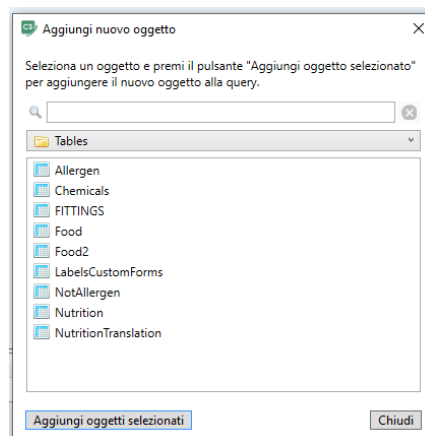 CS Aggiungi nuovo oggetto
Seleziona un oggetto e premi il pulsante "Aggiungi oggetto selezionato"
per aggiungere il nuovo oggetto alla query.
Tables
Allergen
Chemicals
FITTINGS
Food
Food2
LabelsCustomForms
NotAllergen
Nutrition
NutritionTranslation
Aggiungi oggetti selezionati
Chiudi